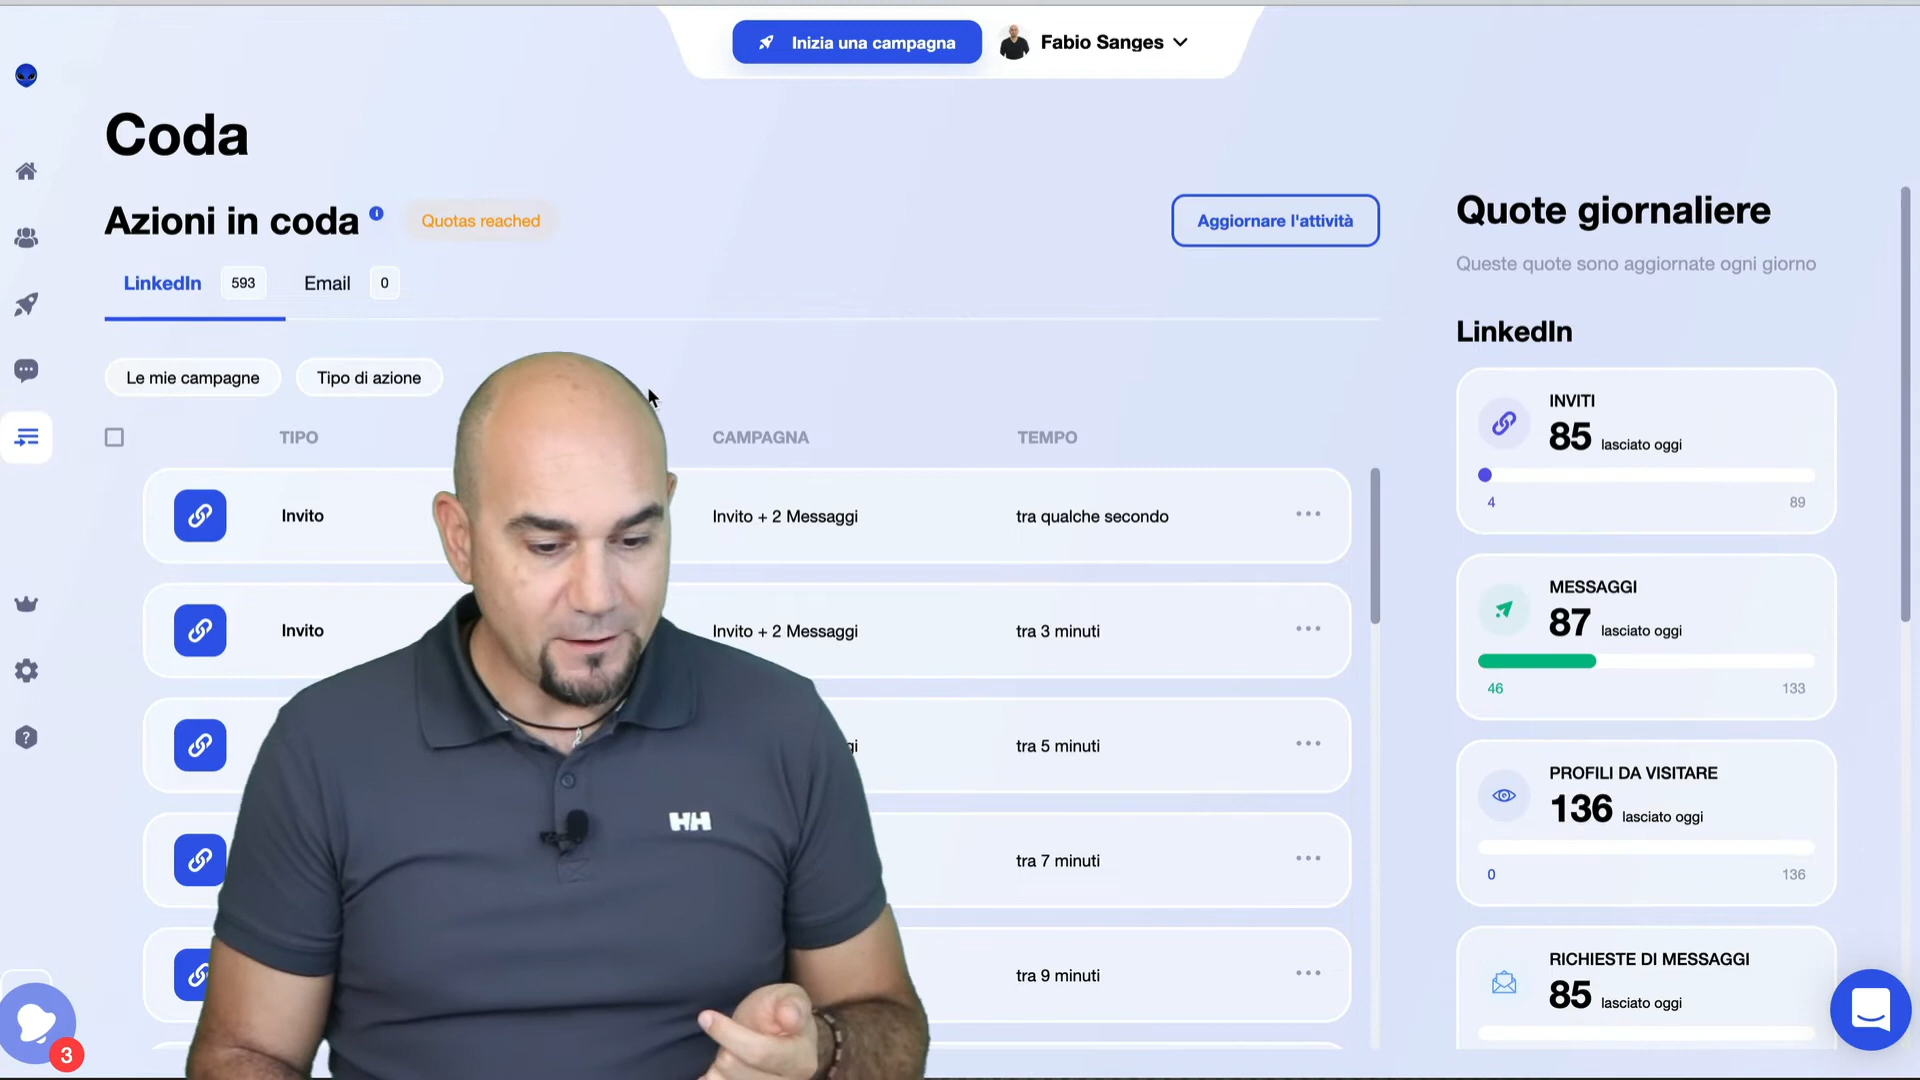 Inizia una campagna
Fabio Sanges
Coda
Azioni in coda
Quotas reached
Aggiornare l'attività
LinkedIn 593
Email 0
Le mie campagne
Tipo di azione
TIPO CAMPAGNA TEMPO
Invito Invito + 2 Messaggi tra qualche secondo
Invito Invito + 2 Messaggi tra 3 minuti
gi tra 5 minuti
tra 7 minuti
tra 9 minuti
HH
3
Quote giornaliere
Queste quote sono aggiornate ogni giorno
LinkedIn
INVITI
85 lasciato oggi
4 89
MESSAGGI
87 lasciato oggi
46 133
PROFILI DA VISITARE
136 lasciato oggi
0 136
RICHIESTE DI MESSAGGI
85 lasciato oggi